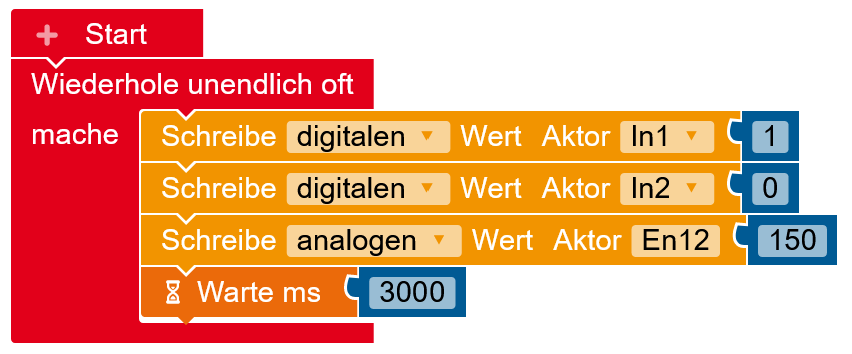 + Start
Wiederhole unendlich oft
mache Schreibe digitalen Wert Aktor In1 1
Schreibe digitalen Wert Aktor In2 0
Schreibe analogen Wert Aktor En12 150
Warte ms 3000